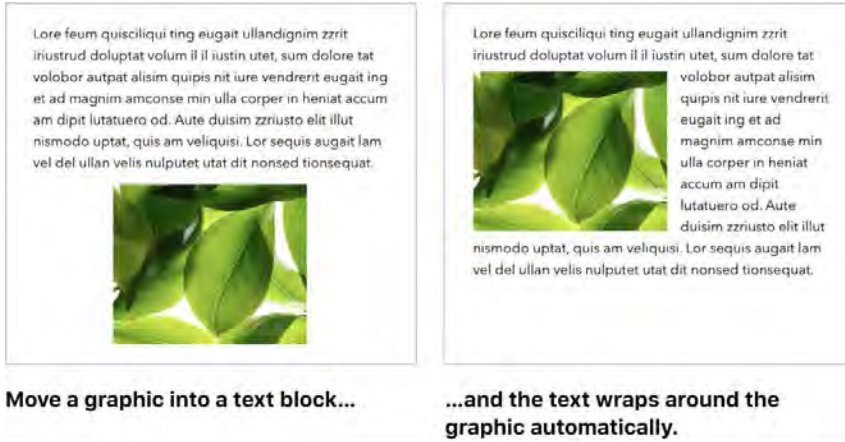 Lore feum quisciliqui ting eugait ullandignim zzrit
iriustrud doluptat volum il il iustin utet, sum dolore tat
volobor autpat alisim quipis nit iure vendrerit eugait ing
et ad magnim amconse min ulla corper in heniat accum
am dipit lutatuero od. Aute duisim zzriusto elit illut
nismodo uptat, quis am veliquisi. Lor sequis augait lam
vel del ullan velis nulputet utat dit nonsed tionsequat.
Move a graphic into a text block...
Lore feum quisciliqui ting eugait ullandignim zzrit
iriustrud doluptat volum il il iustin utet, sum dolore tat
volobor autpat alisim
quipis nit iure vendrerit
eugait ing et ad
magnim amconse min
ulla corper in heniat
accum am dipit
lutatuero od. Aute
duisim zzriusto elit illut
nismodo uptat, quis am veliquisi. Lor sequis augait lam
vel del ullan velis nulputet utat dit nonsed tionsequat.
...and the text wraps around the
graphic automatically.